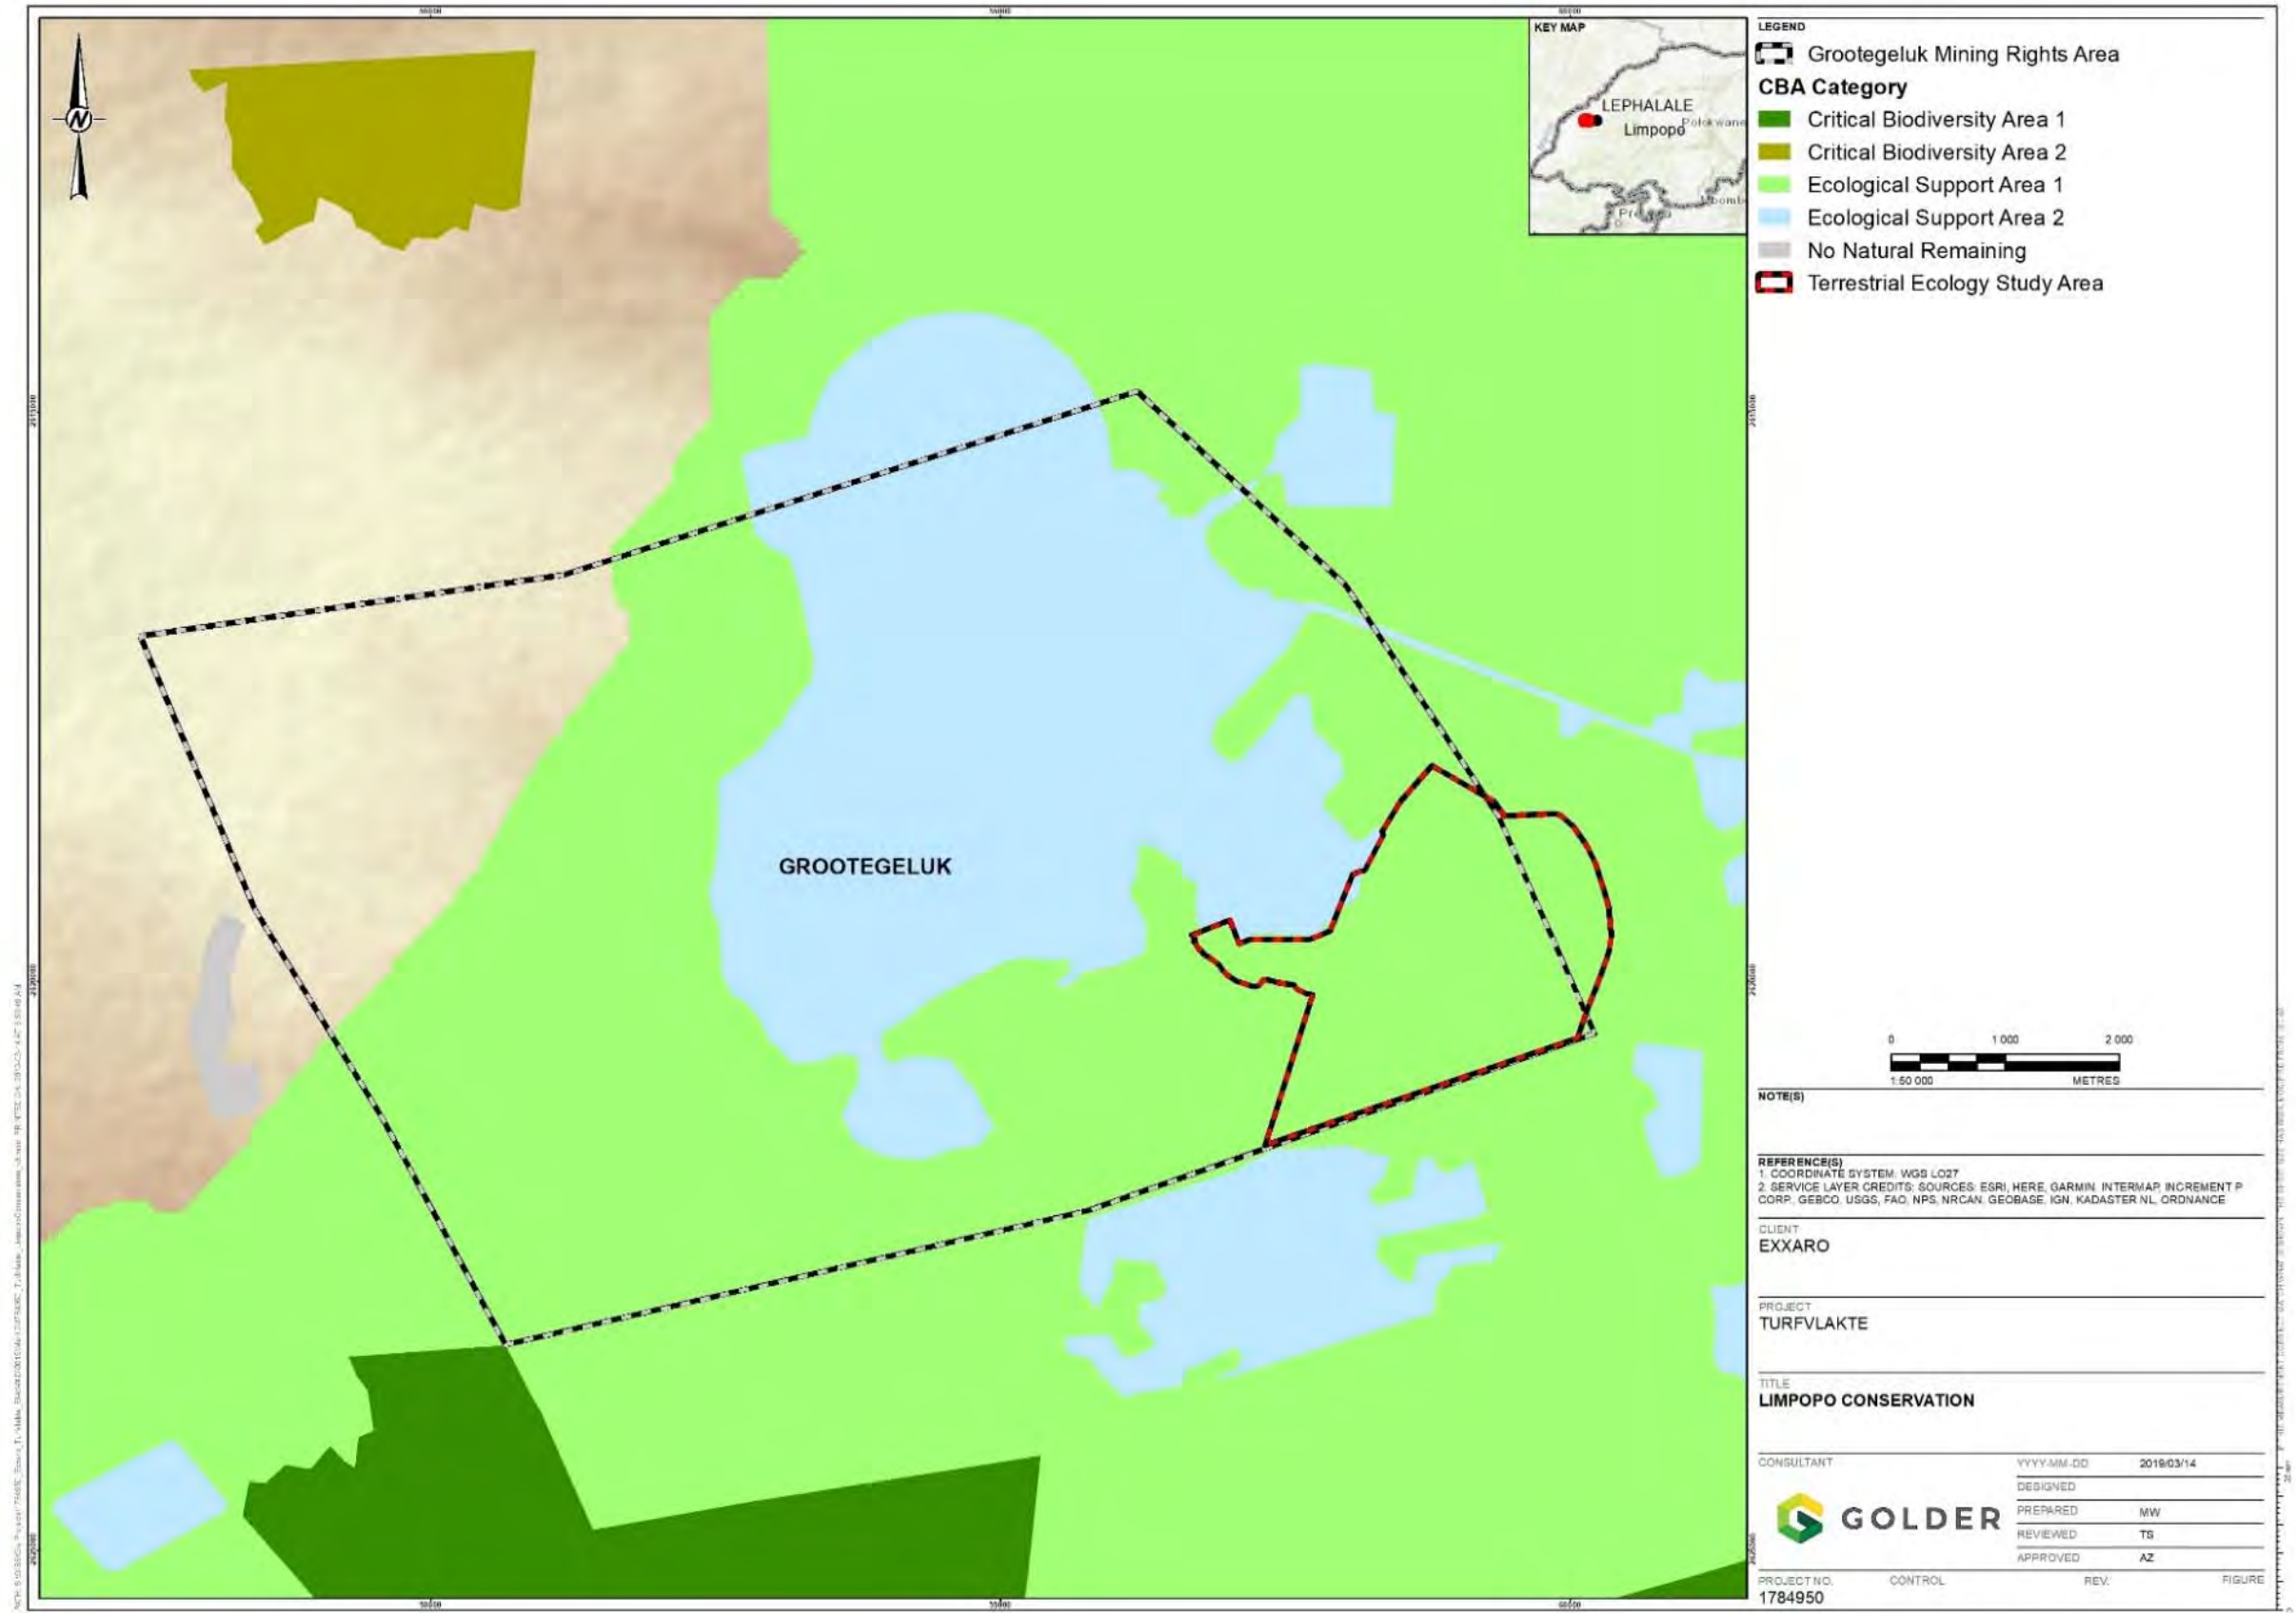 N
GROOTEGELUK
KEY MAP
LEPHALALE
Limpopo
Polokwane
LEGEND
Grootegeluk Mining Rights Area
CBA Category
Critical Biodiversity Area 1
Critical Biodiversity Area 2
Ecological Support Area 1
Ecological Support Area 2
No Natural Remaining
Terrestrial Ecology Study Area
0 1 000 2 000
1:50 000 METRES
NOTE(S)
REFERENCE(S)
1. COORDINATE SYSTEM: WGS LO27
2. SERVICE LAYER CREDITS: SOURCES: ESRI, HERE, GARMIN, INTERMAP, INCREMENT P
CORP., GEBCO, USGS, FAO, NPS, NRCAN, GEOBASE, IGN, KADASTER NL, ORDNANCE
CLIENT
EXXARO
PROJECT
TURFVLAKTE
TITLE
LIMPOPO CONSERVATION
CONSULTANT
GOLDER
YYYY-MM-DD 2019/03/14
DESIGNED
PREPARED MW
REVIEWED TS
APPROVED AZ
PROJECT NO. CONTROL REV. FIGURE
1784950